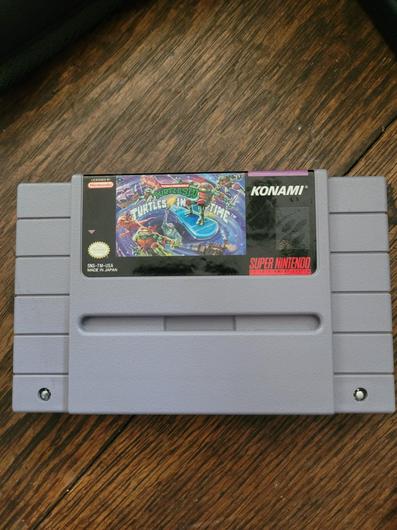 LICENSED BY
Nintendo
TURTLES IN TIME
KONAMI
SNS-TM-USA
MADE IN JAPAN
SUPER NINTENDO